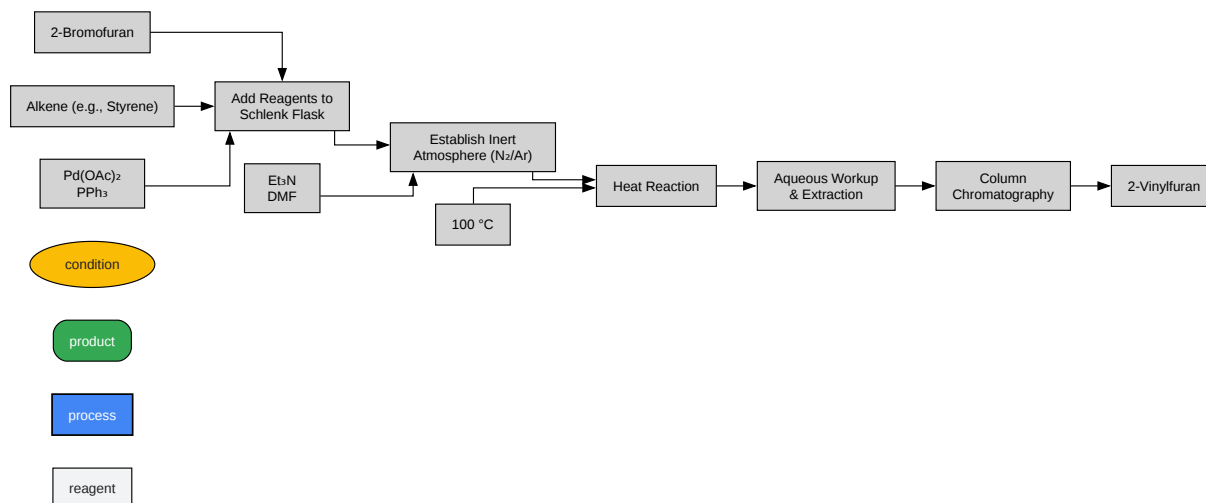 2-Bromofuran
Alkene (e.g., Styrene)
Add Reagents to
Schlenk Flask
Pd(OAc)₂
PPh₃
Et₃N
DMF
Establish Inert
Atmosphere (N₂/Ar)
100 °C
Heat Reaction
Aqueous Workup
& Extraction
Column
Chromatography
2-Vinylfuran
condition
product
process
reagent